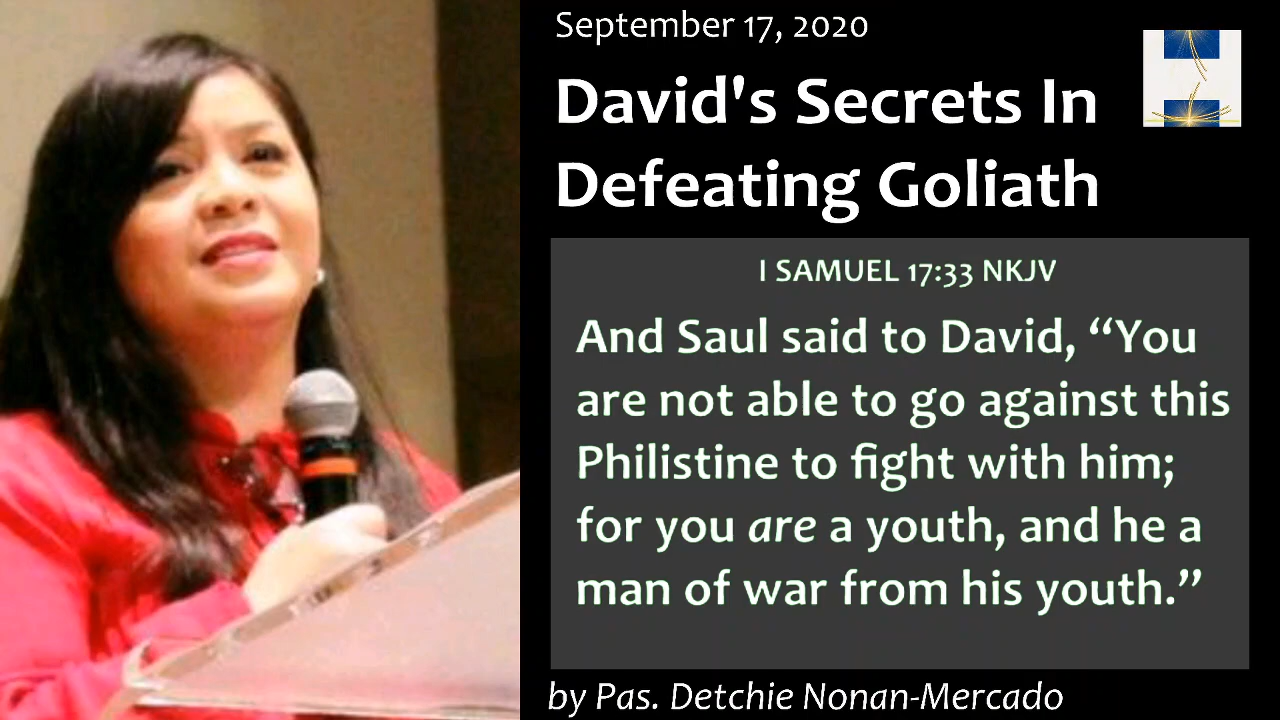 September 17, 2020
David's Secrets In
Defeating Goliath
I SAMUEL 17:33 NKJV
And Saul said to David, “You
are not able to go against this
Philistine to fight with him;
for you are a youth, and he a
man of war from his youth.”
by Pas. Detchie Nonan-Mercado